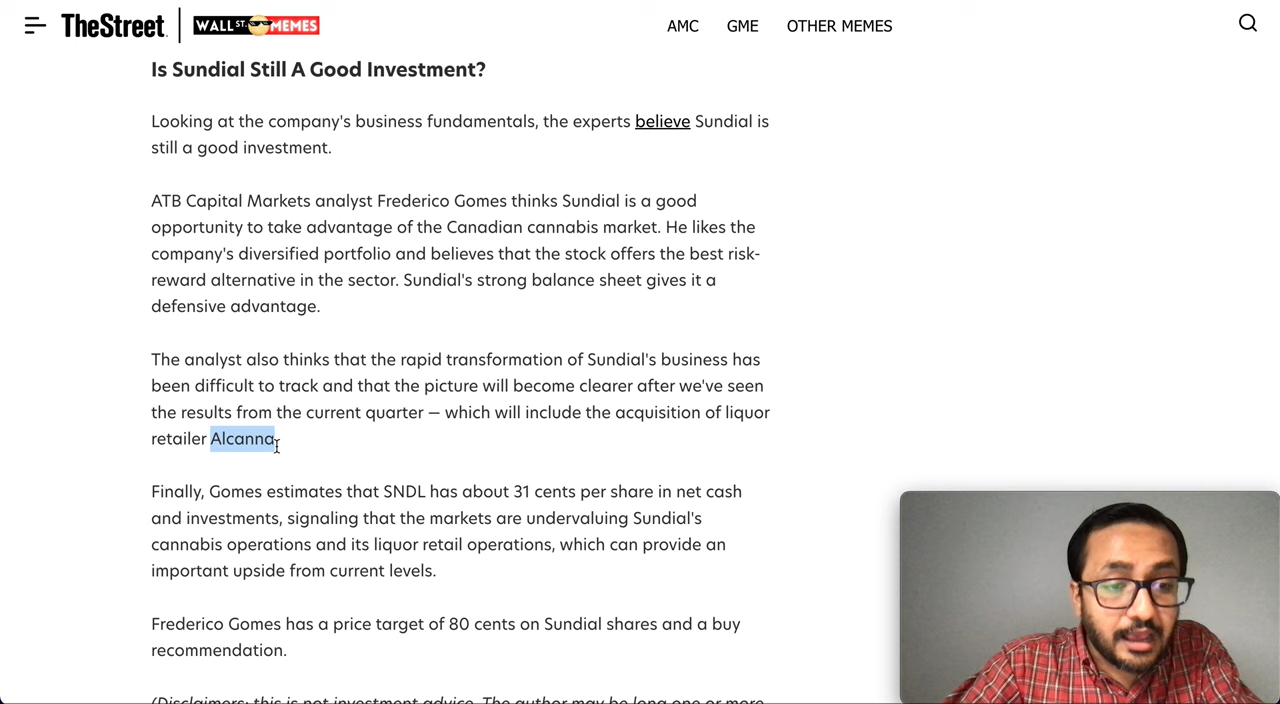 TheStreet WALL ST. MEMES AMC GME OTHER MEMES
Is Sundial Still A Good Investment?
Looking at the company's business fundamentals, the experts believe Sundial is
still a good investment.
ATB Capital Markets analyst Frederico Gomes thinks Sundial is a good
opportunity to take advantage of the Canadian cannabis market. He likes the
company's diversified portfolio and believes that the stock offers the best risk-
reward alternative in the sector. Sundial's strong balance sheet gives it a
defensive advantage.
The analyst also thinks that the rapid transformation of Sundial's business has
been difficult to track and that the picture will become clearer after we've seen
the results from the current quarter — which will include the acquisition of liquor
retailer Alcanna.
Finally, Gomes estimates that SNDL has about 31 cents per share in net cash
and investments, signaling that the markets are undervaluing Sundial's
cannabis operations and its liquor retail operations, which can provide an
important upside from current levels.
Frederico Gomes has a price target of 80 cents on Sundial shares and a buy
recommendation.
(Disclaimers: this is not investment advice. The author may be long one or more